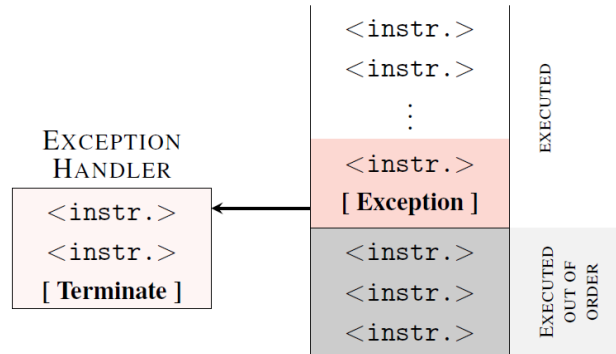 <instr.>
<instr.>
⋮
<instr.>
[ Exception ]
<instr.>
<instr.>
<instr.>
EXCEPTION
HANDLER
<instr.>
<instr.>
[ Terminate ]
EXECUTED
EXECUTED
OUT OF
ORDER